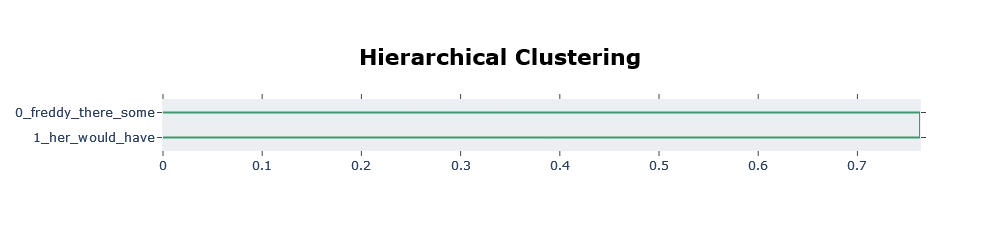 Hierarchical Clustering
0_freddy_there_some
1_her_would_have
0 0.1 0.2 0.3 0.4 0.5 0.6 0.7